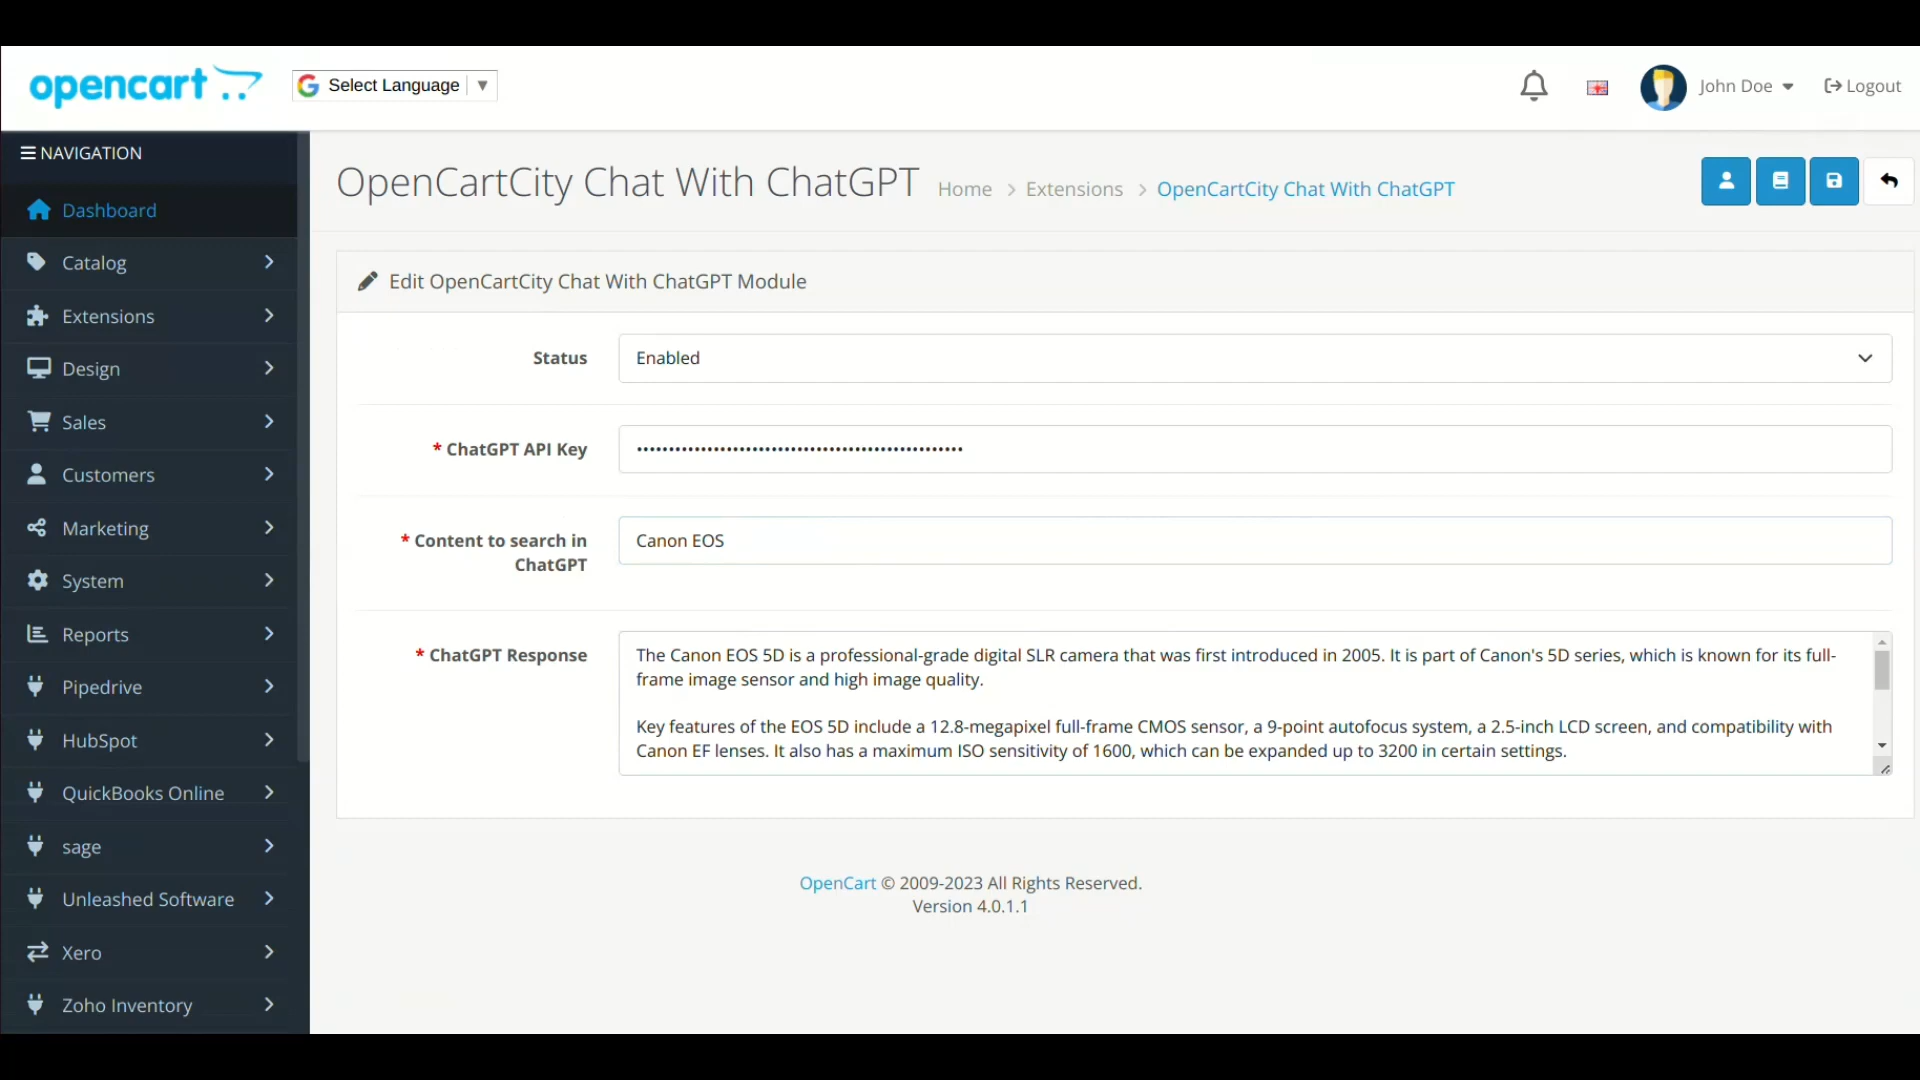 opencart
Select Language ▼
John Doe
Logout
NAVIGATION
Dashboard
Catalog
Extensions
Design
Sales
Customers
Marketing
System
Reports
Pipedrive
HubSpot
QuickBooks Online
sage
Unleashed Software
Xero
Zoho Inventory
OpenCartCity Chat With ChatGPT
Home > Extensions > OpenCartCity Chat With ChatGPT
Edit OpenCartCity Chat With ChatGPT Module
Status
Enabled
* ChatGPT API Key
•••••••••••••••••••••••••••••••••••••••••••••••••••
* Content to search in
ChatGPT
Canon EOS
* ChatGPT Response
The Canon EOS 5D is a professional-grade digital SLR camera that was first introduced in 2005. It is part of Canon's 5D series, which is known for its full-
frame image sensor and high image quality.
Key features of the EOS 5D include a 12.8-megapixel full-frame CMOS sensor, a 9-point autofocus system, a 2.5-inch LCD screen, and compatibility with
Canon EF lenses. It also has a maximum ISO sensitivity of 1600, which can be expanded up to 3200 in certain settings.
OpenCart © 2009-2023 All Rights Reserved.
Version 4.0.1.1